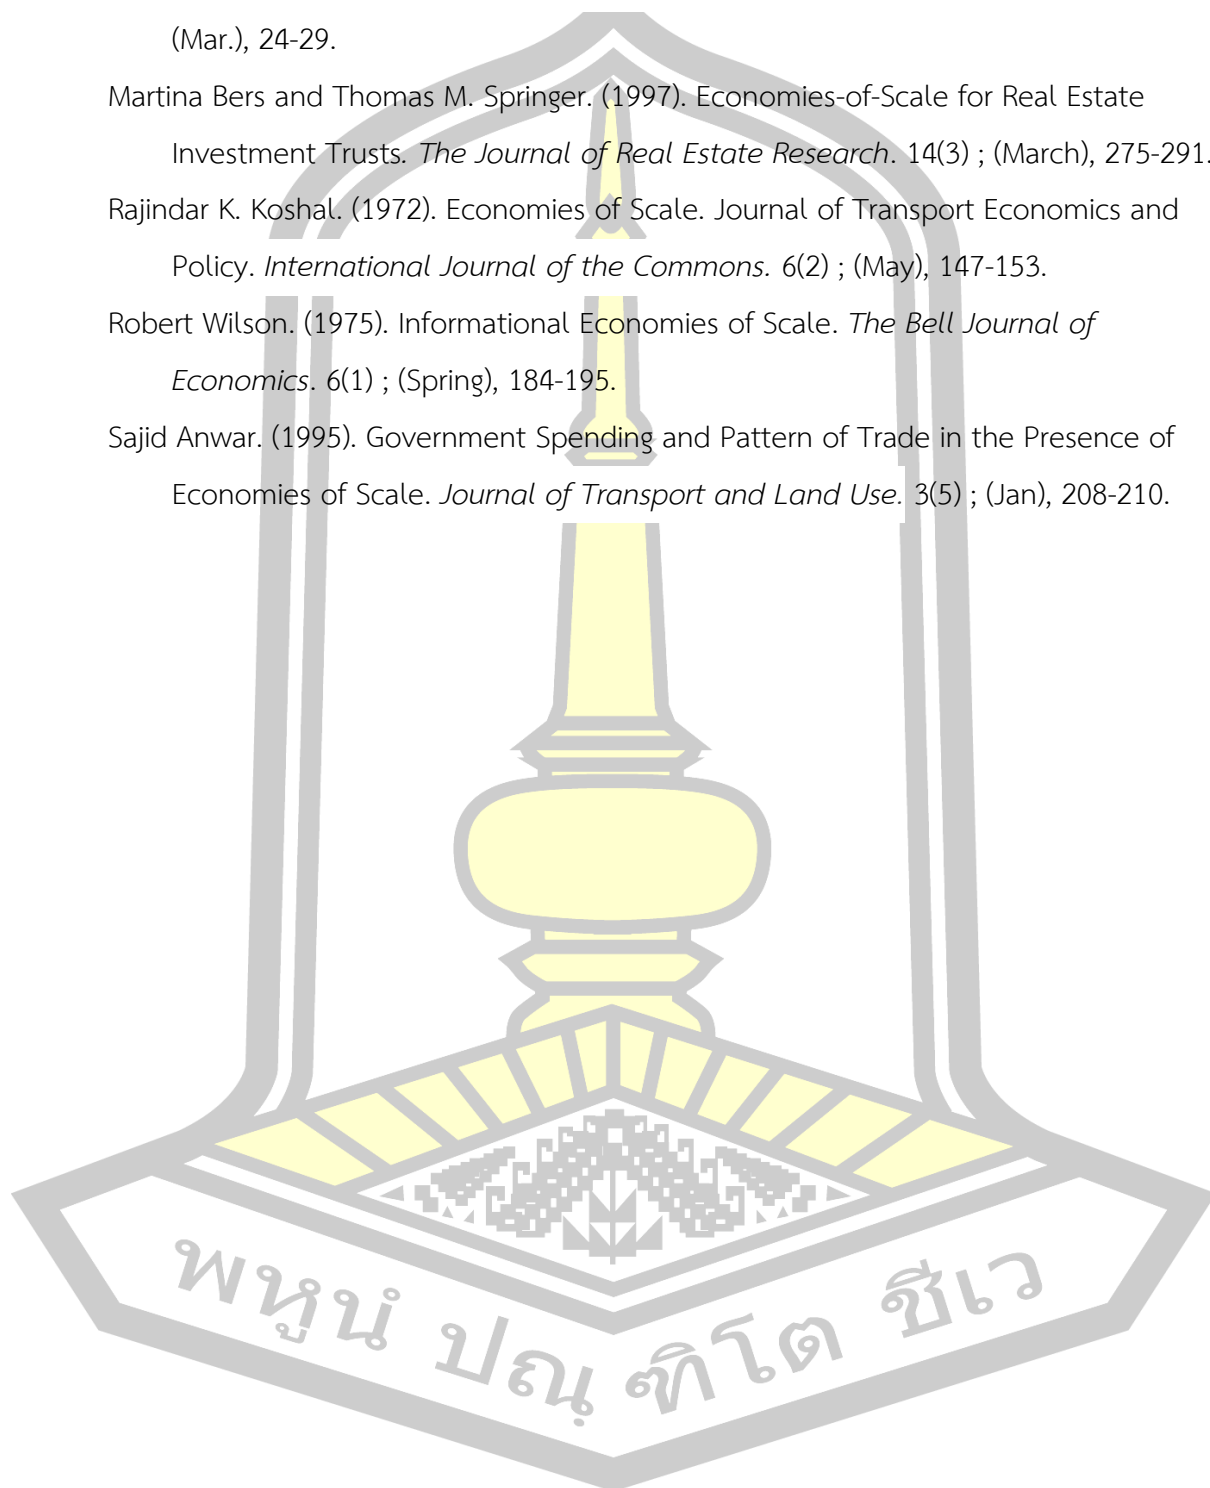 (Mar.), 24-29.
Martina Bers and Thomas M. Springer. (1997). Economies-of-Scale for Real Estate
Investment Trusts. The Journal of Real Estate Research. 14(3) ; (March), 275-291.
Rajindar K. Koshal. (1972). Economies of Scale. Journal of Transport Economics and
Policy. International Journal of the Commons. 6(2) ; (May), 147-153.
Robert Wilson. (1975). Informational Economies of Scale. The Bell Journal of
Economics. 6(1) ; (Spring), 184-195.
Sajid Anwar. (1995). Government Spending and Pattern of Trade in the Presence of
Economies of Scale. Journal of Transport and Land Use. 3(5) ; (Jan), 208-210.
พหูนํ ปณฺฑิโต ชีเว